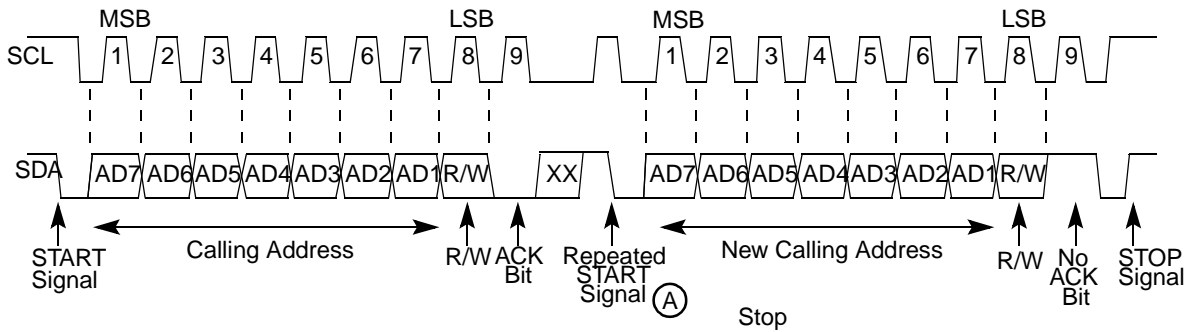 MSB LSB MSB LSB
SCL 1 2 3 4 5 6 7 8 9 1 2 3 4 5 6 7 8 9
SDA AD7 AD6 AD5 AD4 AD3 AD2 AD1 R/W XX AD7 AD6 AD5 AD4 AD3 AD2 AD1 R/W
START
Signal
Calling Address
R/W
ACK
Bit
Repeated
START
Signal
A
New Calling Address
R/W
No
ACK
Bit
STOP
Signal
Stop